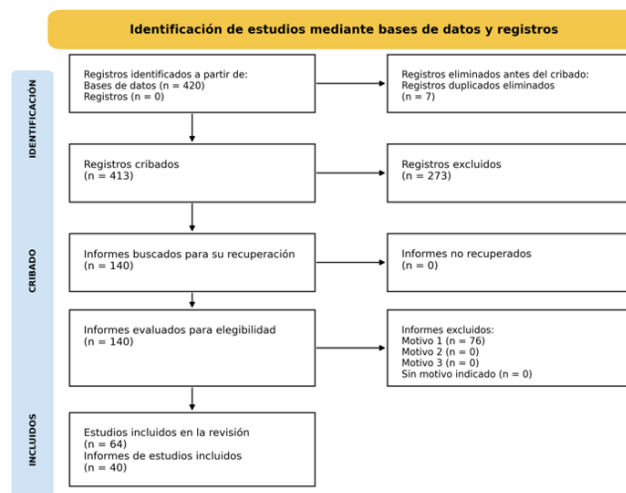 Identificación de estudios mediante bases de datos y registros
IDENTIFICACIÓN
Registros identificados a partir de:
Bases de datos (n = 420)
Registros (n = 0)
Registros eliminados antes del cribado:
Registros duplicados eliminados
(n = 7)
Registros cribados
(n = 413)
Registros excluidos
(n = 273)
CRIBADO
Informes buscados para su recuperación
(n = 140)
Informes no recuperados
(n = 0)
Informes evaluados para elegibilidad
(n = 140)
Informes excluidos:
Motivo 1 (n = 76)
Motivo 2 (n = 0)
Motivo 3 (n = 0)
Sin motivo indicado (n = 0)
INCLUIDOS
Estudios incluidos en la revisión
(n = 64)
Informes de estudios incluidos
(n = 40)